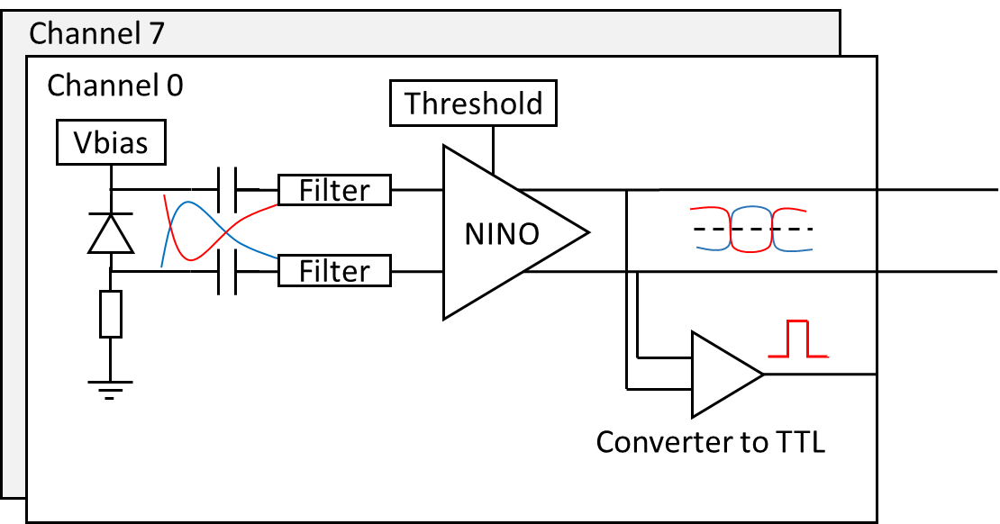 Channel 7
Channel 0
Threshold
Vbias
Filter
NINO
Filter
Converter to TTL